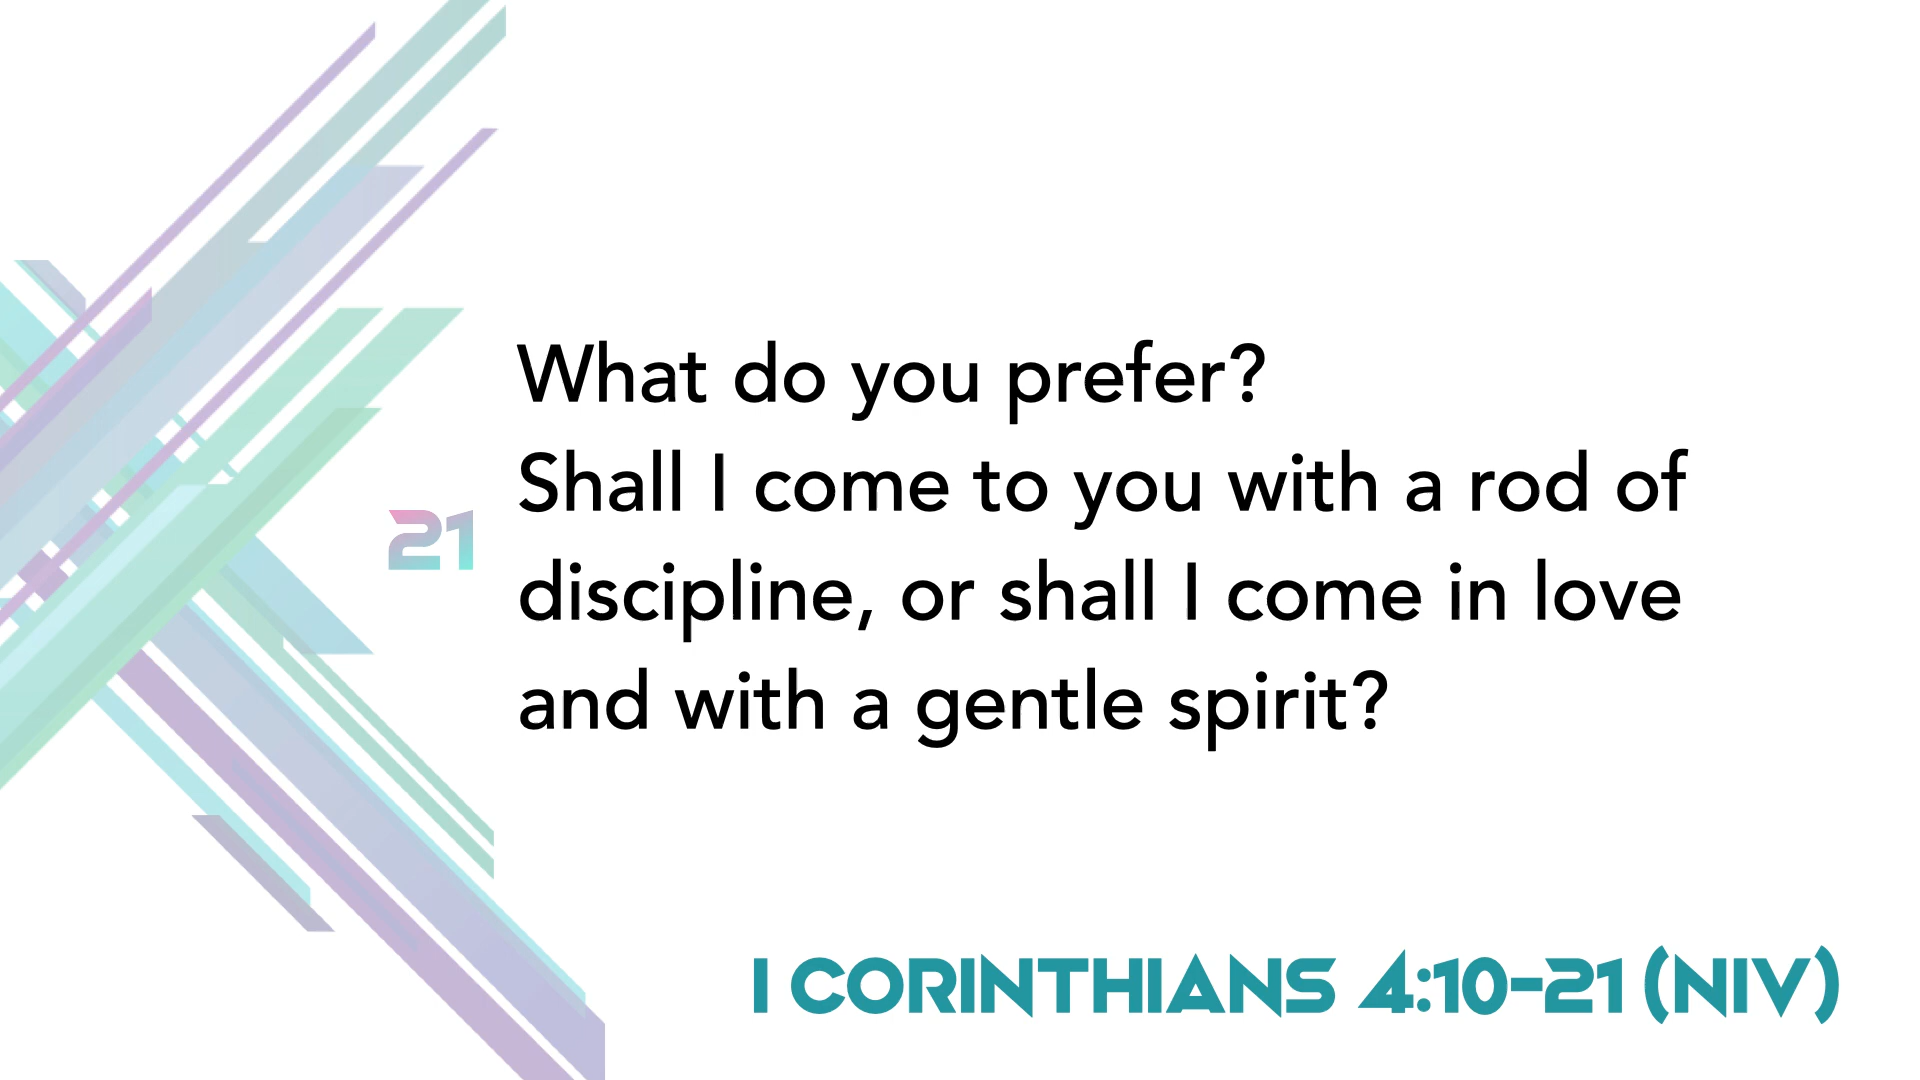 What do you prefer?
Shall I come to you with a rod of
21
discipline, or shall I come in love
and with a gentle spirit?
I CORINTHIANS 4:10-21 (NIV)